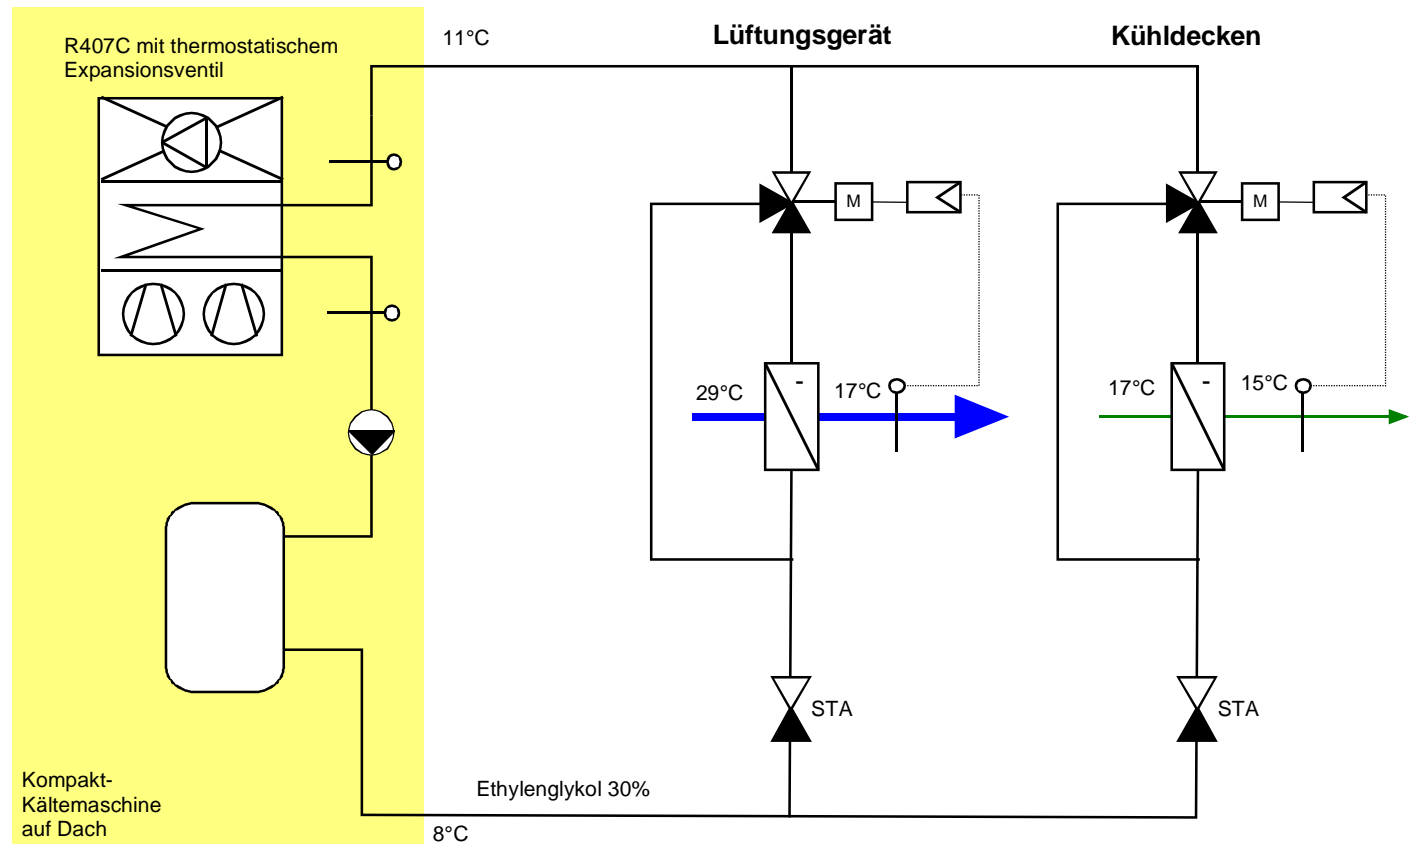 R407C mit thermostatischem
Expansionsventil
11°C
Lüftungsgerät
Kühldecken
M
M
29°C
-
17°C
17°C
-
15°C
STA
STA
Kompakt-
Kältemaschine
auf Dach
Ethylenglykol 30%
8°C